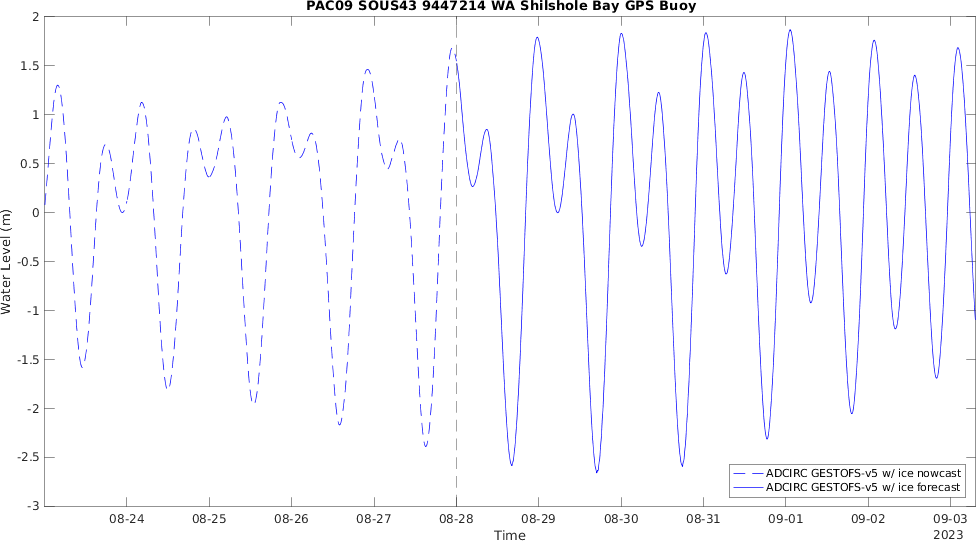 PAC09 SOUS43 9447214 WA Shilshole Bay GPS Buoy
Water Level (m)
2
1.5
1
0.5
0
-0.5
-1
-1.5
-2
-2.5
-3
ADCIRC GESTOFS-v5 w/ ice nowcast
ADCIRC GESTOFS-v5 w/ ice forecast
08-24 08-25 08-26 08-27 08-28 08-29 08-30 08-31 09-01 09-02 09-03
2023
Time